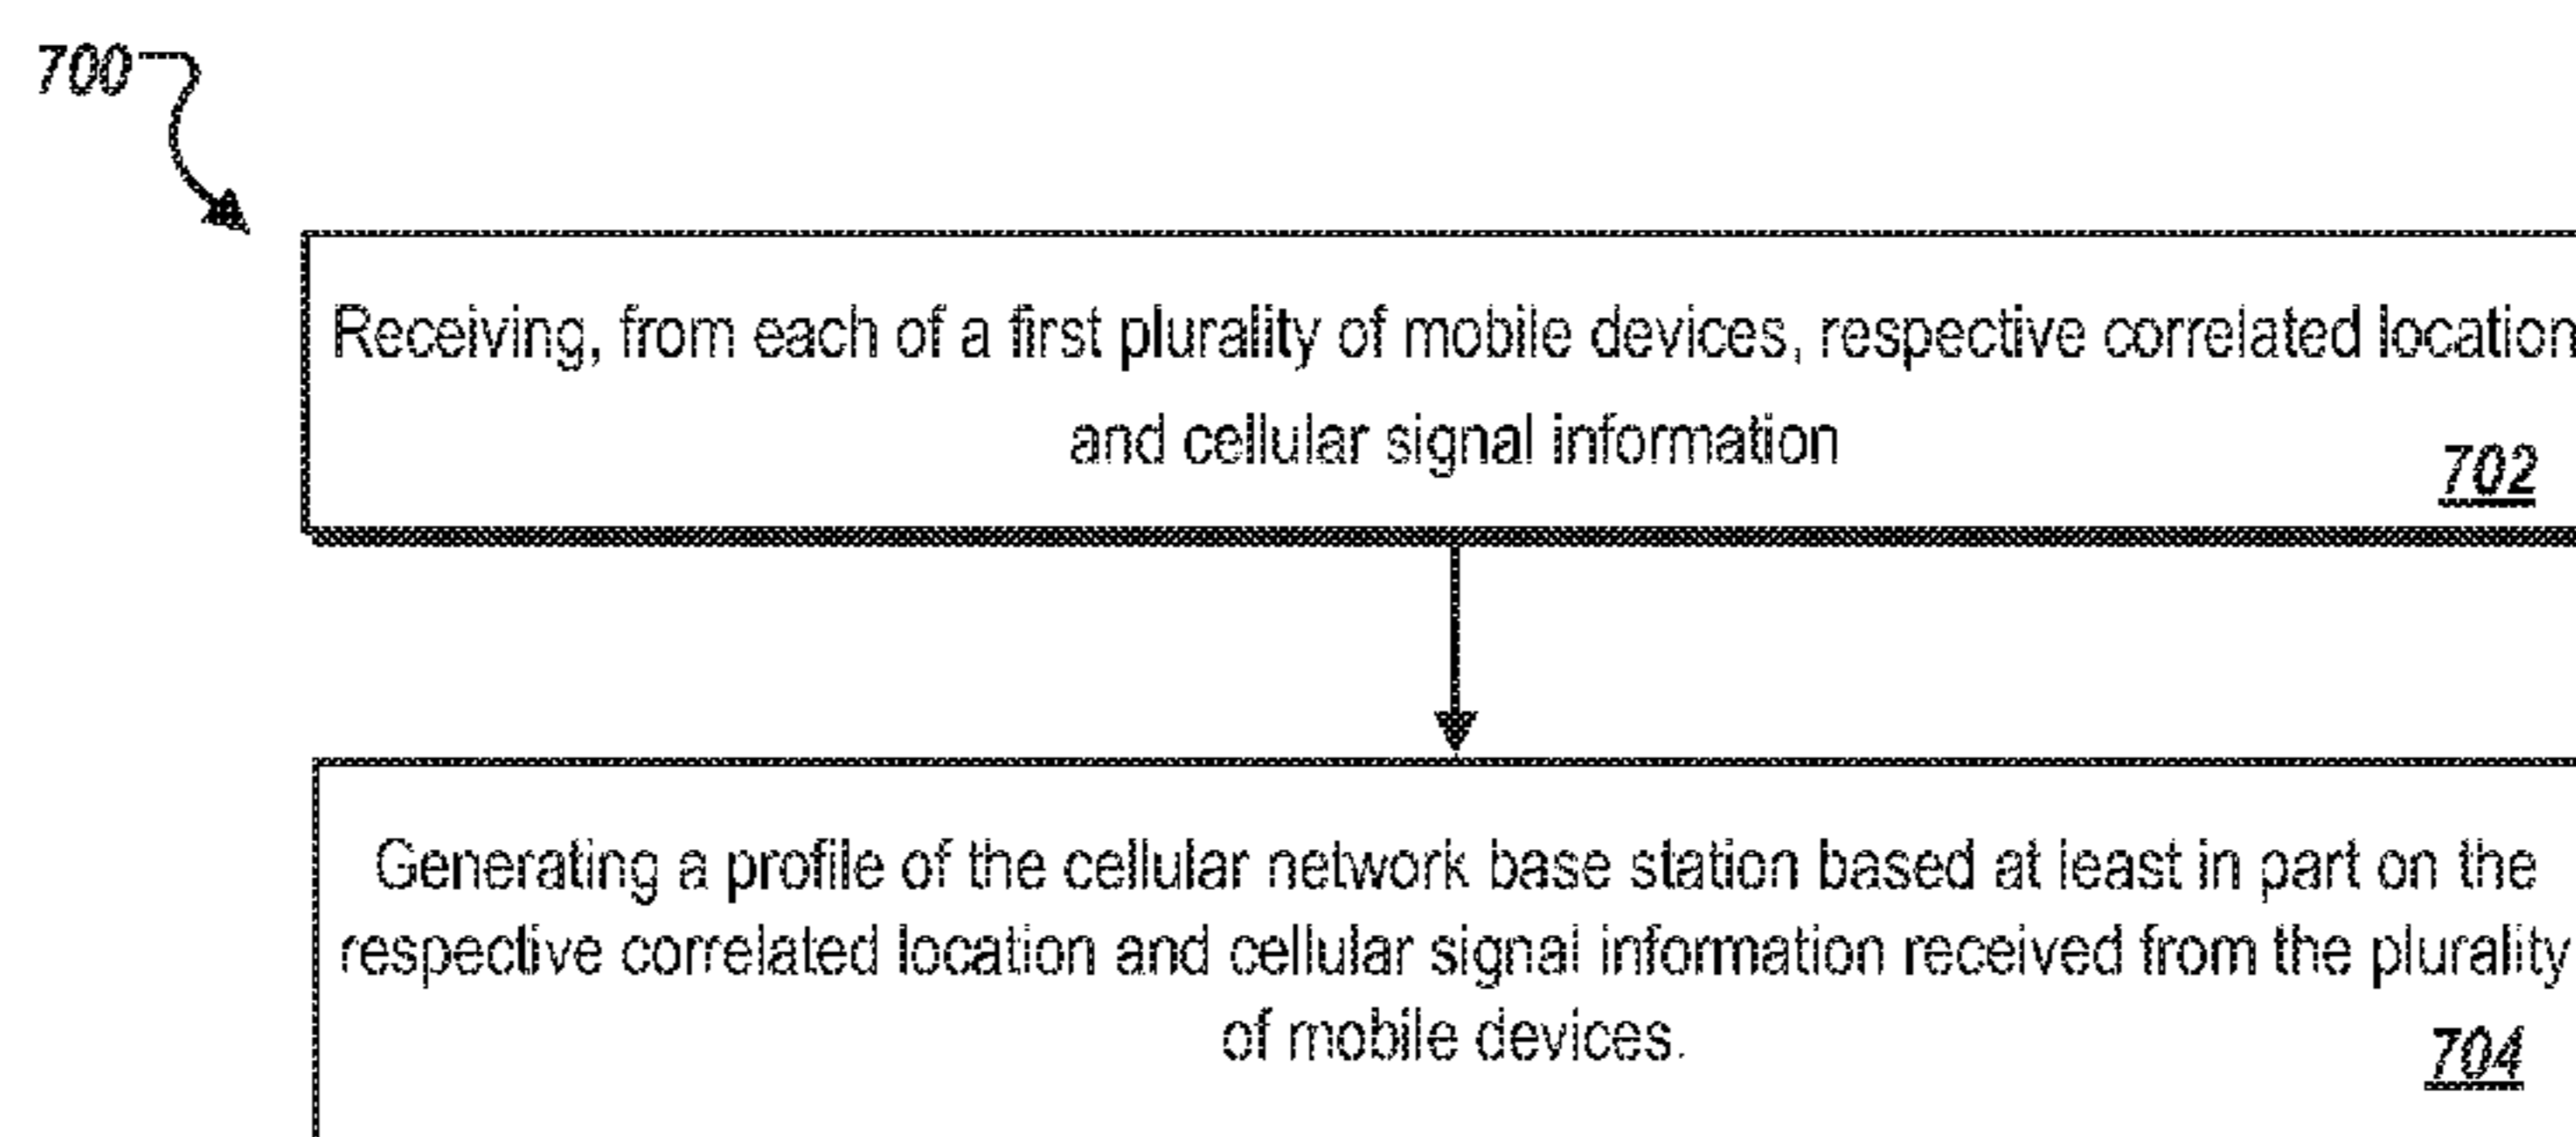 700
Receiving, from each of a first plurality of mobile devices, respective correlated location
and cellular signal information
702
Generating a profile of the cellular network base station based at least in part on the
respective correlated location and cellular signal information received from the plurality
of mobile devices.
704